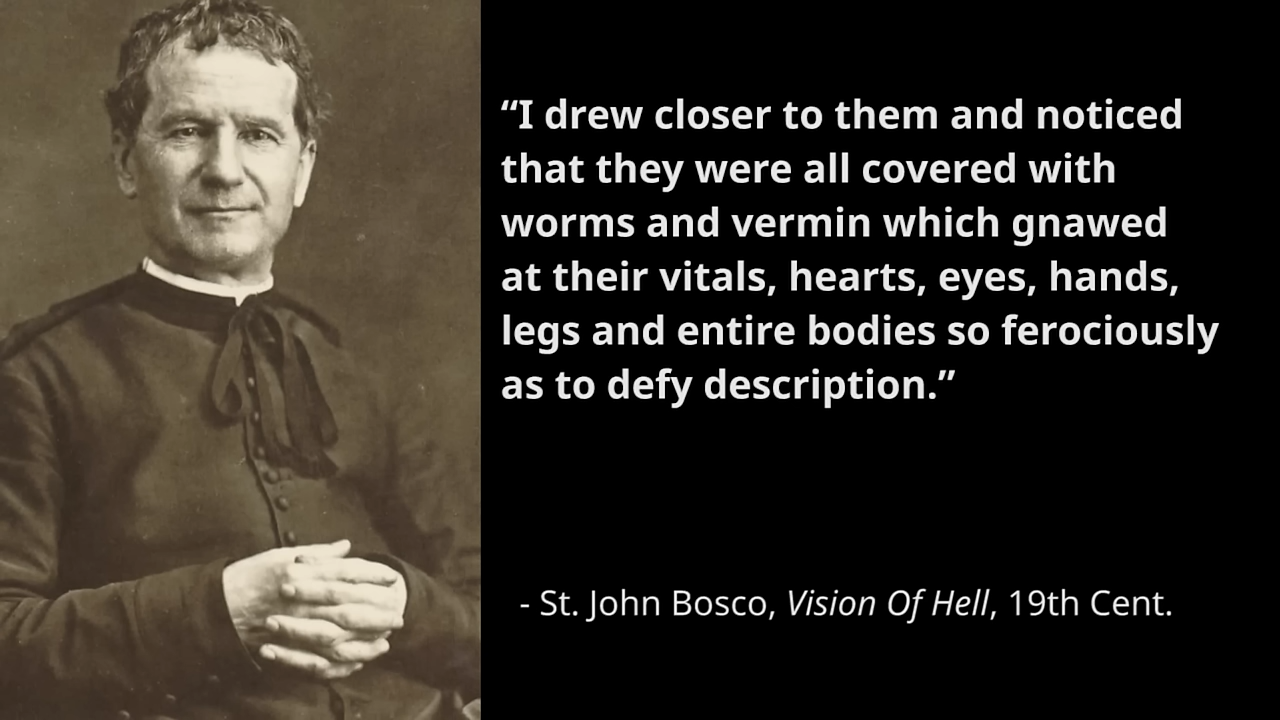 “I drew closer to them and noticed
that they were all covered with
worms and vermin which gnawed
at their vitals, hearts, eyes, hands,
legs and entire bodies so ferociously
as to defy description.”
- St. John Bosco, Vision Of Hell, 19th Cent.